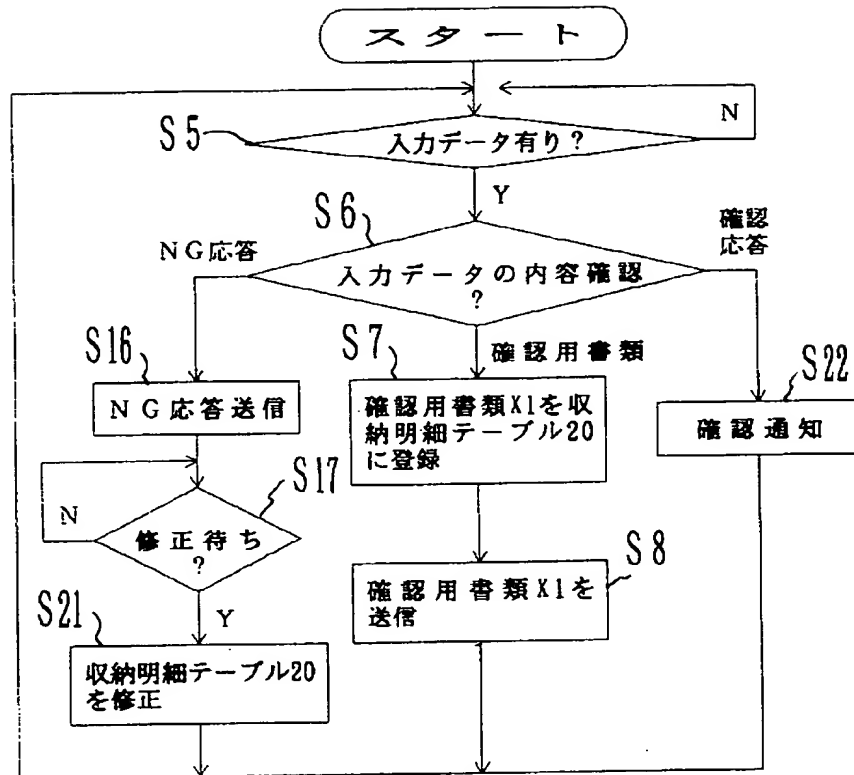 スタート
N
S5
入力データ有り?
Y
S6
確認
応答
NG応答
入力データの内容確認
?
S16
S7
確認用書類
S22
NG応答送信
確認用書類X1を収
納明細テーブル20
に登録
確認通知
S17
N
修正待ち
?
S8
確認用書類X1を
送信
S21
Y
収納明細テーブル20
を修正